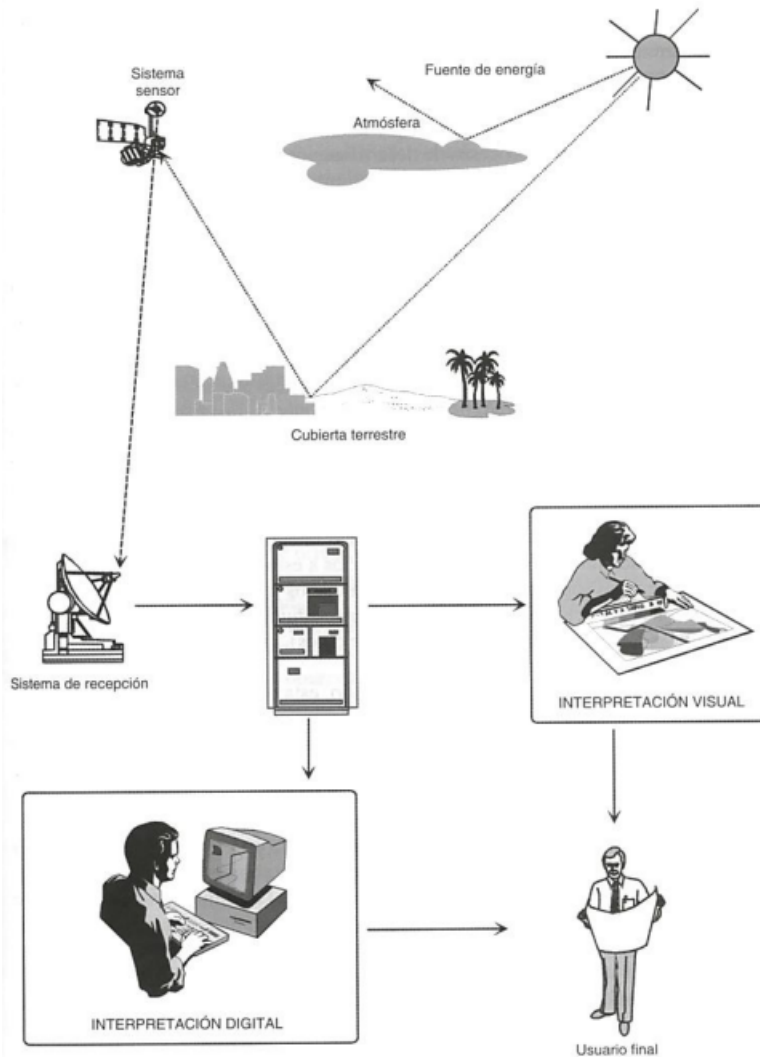 Sistema
sensor
Fuente de energía
Atmósfera
Cubierta terrestre
Sistema de recepción
INTERPRETACIÓN VISUAL
INTERPRETACIÓN DIGITAL
Usuario final